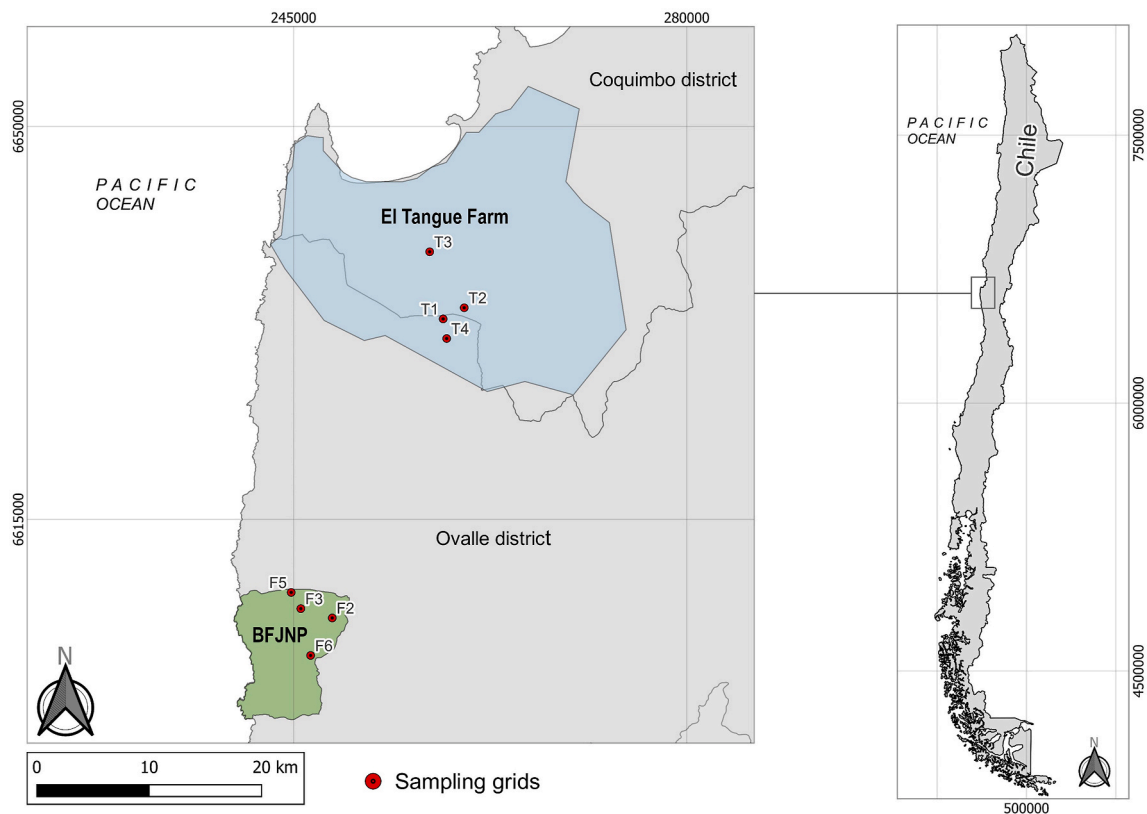 245000
280000
Coquimbo district
6650000
PACIFIC
OCEAN
El Tangue Farm
T3
T2
T1
T4
6615000
Ovalle district
F5
F3
F2
BFJNP
F6
N
0 10 20 km
Sampling grids
PACIFIC
OCEAN
Chile
7500000
6000000
4500000
N
500000